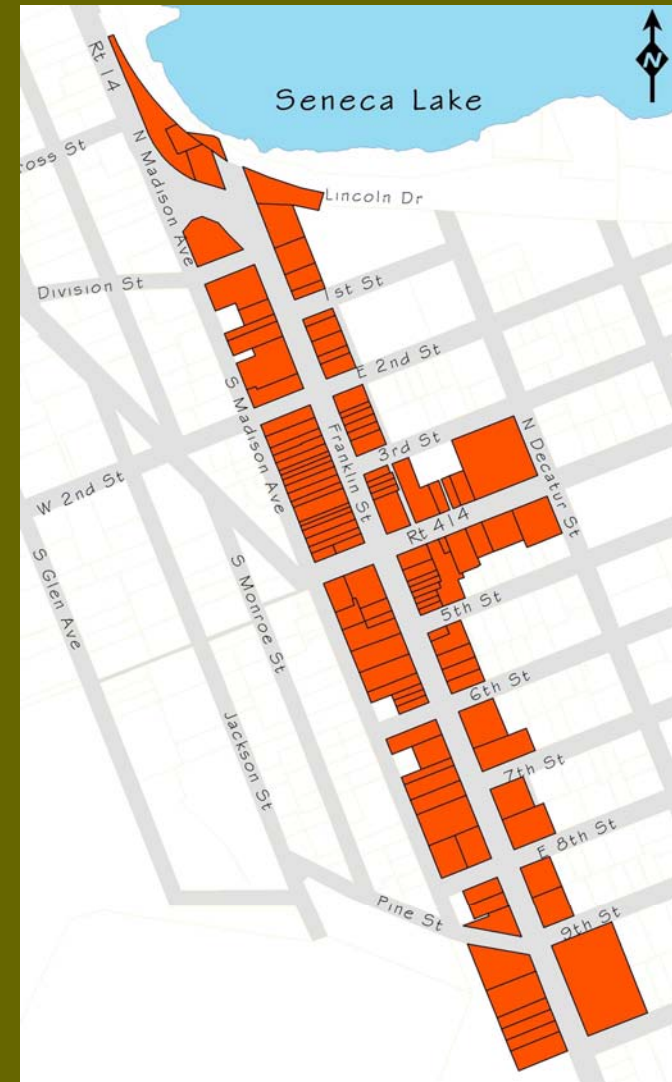 N
Seneca Lake
Rt 14
oss St
N Madison Ave
Lincoln Dr
Division St
1st St
E 2nd St
S Madison Ave
Franklin St
3rd St
N Decatur St
W 2nd St
Rt 414
S Glen Ave
S Monroe St
5th St
6th St
Jackson St
7th St
E 8th St
Pine St
9th St